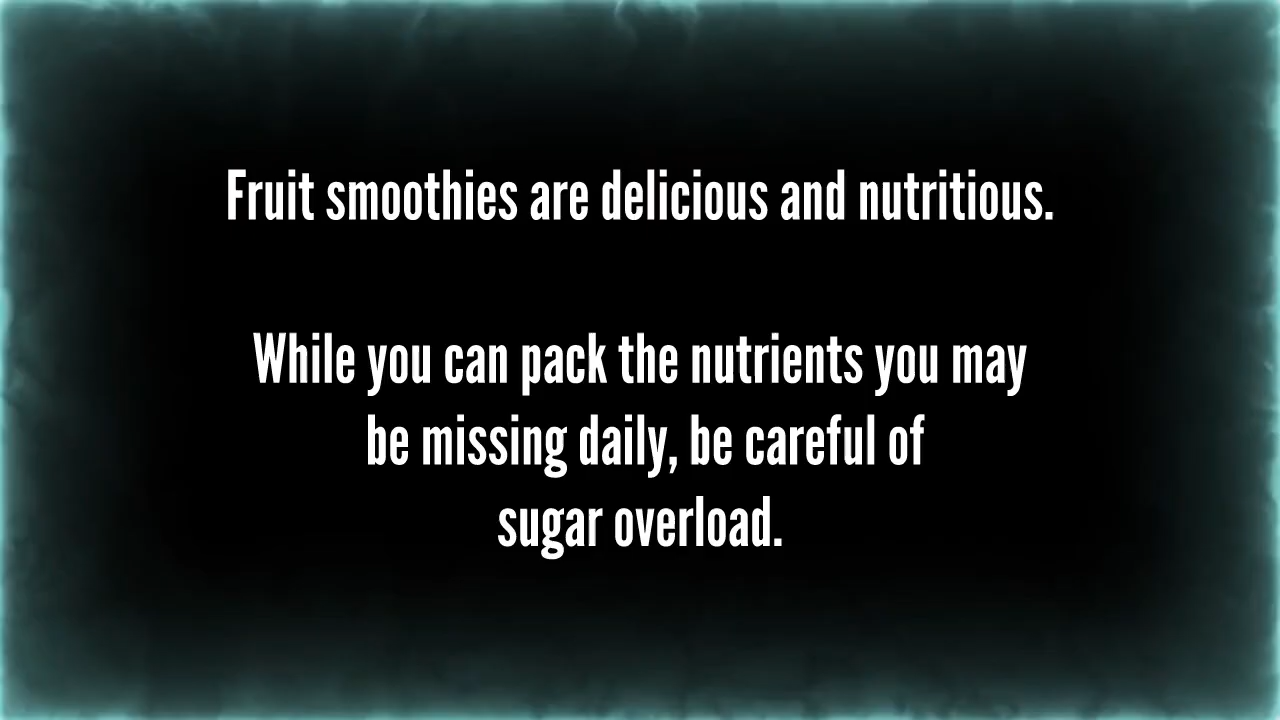 Fruit smoothies are delicious and nutritious.
While you can pack the nutrients you may
be missing daily, be careful of
sugar overload.